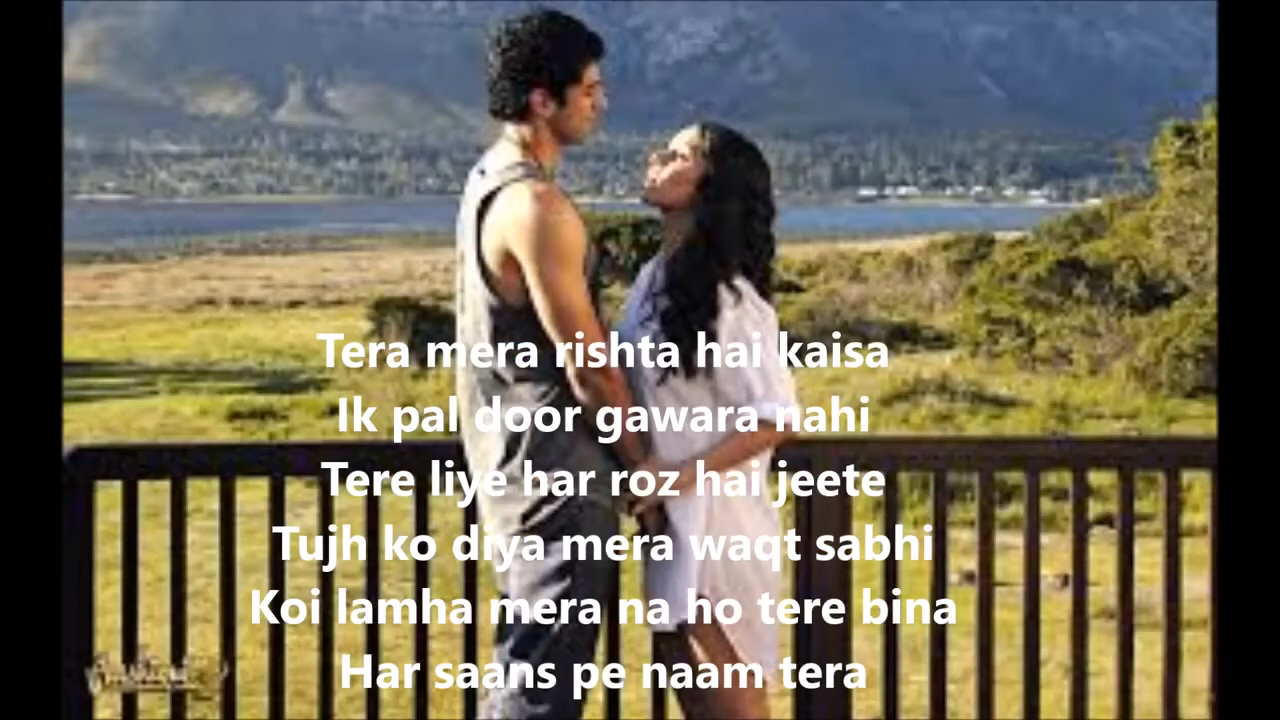 Tera mera rishta hai kaisa
Ik pal door gawara nahi
Tere liye har roz hai jeete
Tujh ko diya mera waqt sabhi
Koi lamha mera na ho tere bina
Har saans pe naam tera